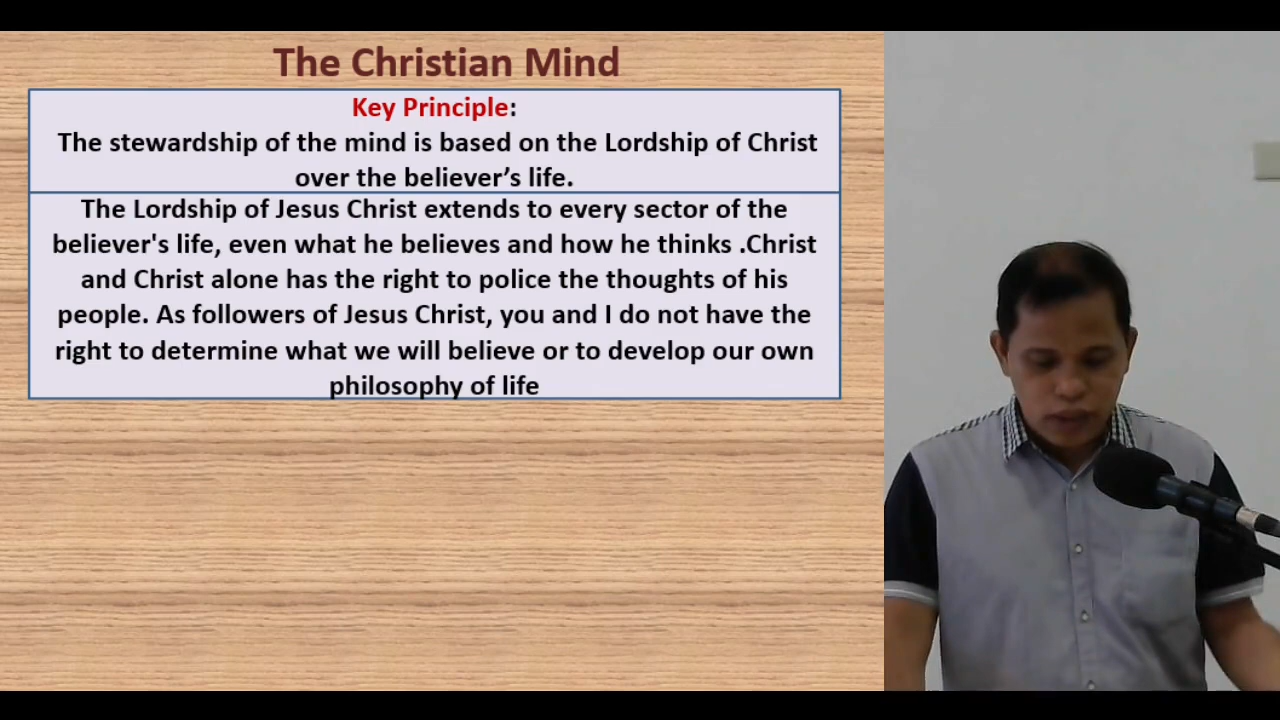 The Christian Mind
Key Principle:
The stewardship of the mind is based on the Lordship of Christ
over the believer’s life.
The Lordship of Jesus Christ extends to every sector of the
believer's life, even what he believes and how he thinks .Christ
and Christ alone has the right to police the thoughts of his
people. As followers of Jesus Christ, you and I do not have the
right to determine what we will believe or to develop our own
philosophy of life